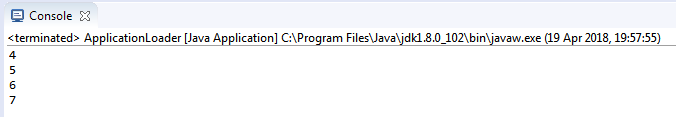 Console
<terminated> ApplicationLoader [Java Application] C:\Program Files\Java\jdk1.8.0_102\bin\javaw.exe (19 Apr 2018, 19:57:55)
4
5
6
7